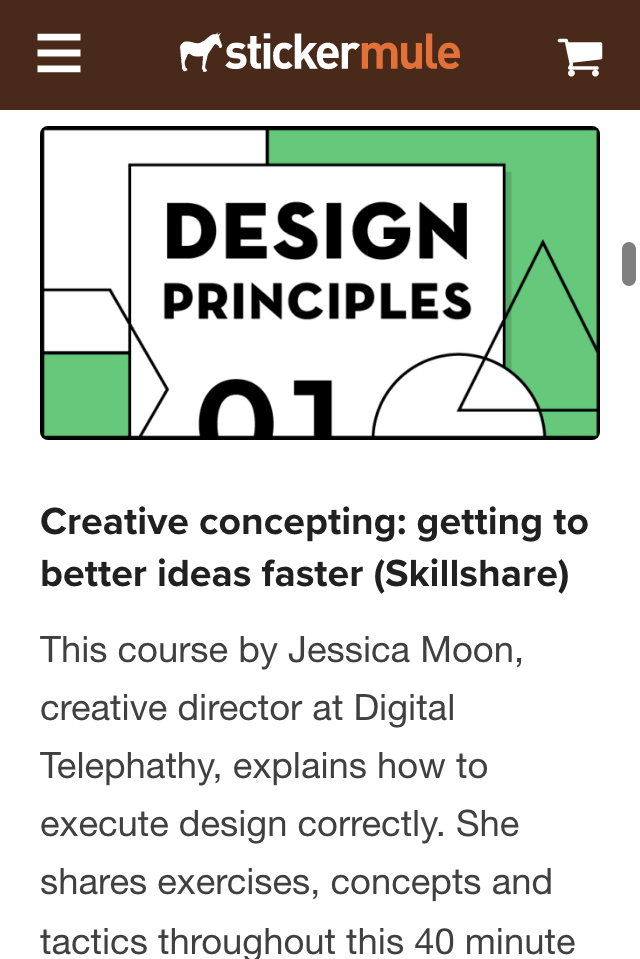 stickermule
DESIGN
PRINCIPLES
01
Creative concepting: getting to
better ideas faster (Skillshare)
This course by Jessica Moon,
creative director at Digital
Telephathy, explains how to
execute design correctly. She
shares exercises, concepts and
tactics throughout this 40 minute